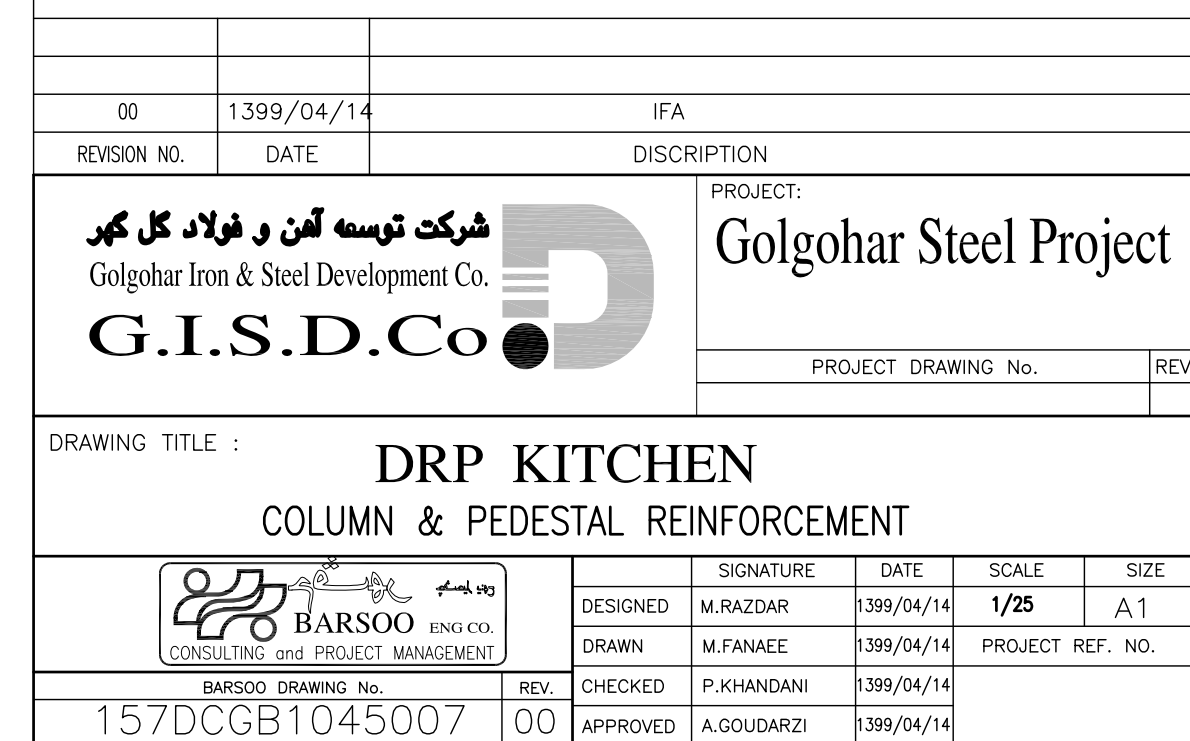 00 1399/04/14 IFA
REVISION NO. DATE DISCRIPTION
شرکت توسعه آهن و فولاد گل گهر
Golgohar Iron & Steel Development Co.
G.I.S.D.Co
PROJECT:
Golgohar Steel Project
PROJECT DRAWING No. REV
DRAWING TITLE :
DRP KITCHEN
COLUMN & PEDESTAL REINFORCEMENT
BARSOO ENG CO.
CONSULTING and PROJECT MANAGEMENT
BARSOO DRAWING No. REV.
157DCGB1045007 00
SIGNATURE DATE SCALE SIZE
DESIGNED M.RAZDAR 1399/04/14 1/25 A1
DRAWN M.FANAEE 1399/04/14 PROJECT REF. NO.
CHECKED P.KHANDANI 1399/04/14
APPROVED A.GOUDARZI 1399/04/14